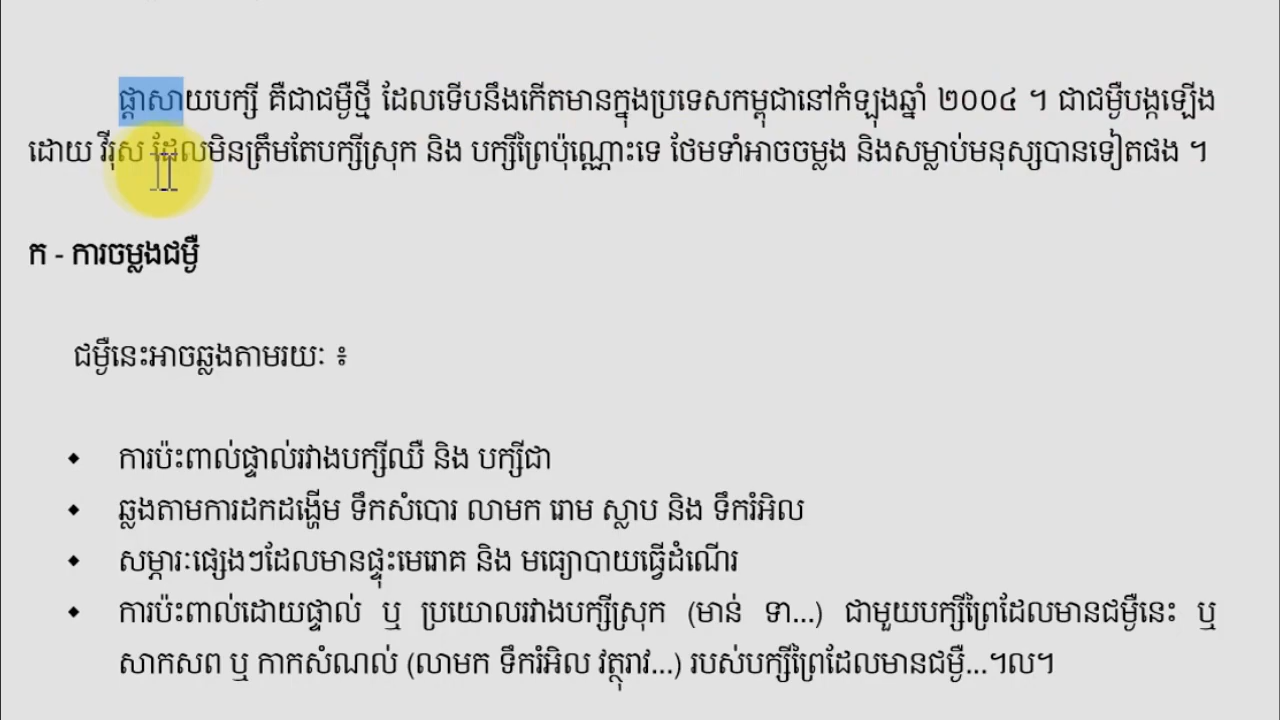 ផ្តាសាយបក្សី គឺជាជម្ងឺថ្មី ដែលទើបនឹងកើតមានក្នុងប្រទេសកម្ពុជានៅកំឡុងឆ្នាំ ២០០៤ ។ ជាជម្ងឺបង្កឡើង
ដោយ វីរុស ដែលមិនត្រឹមតែបក្សីស្រុក និង បក្សីព្រៃប៉ុណ្ណោះទេ ថែមទាំអាចចម្លង និងសម្លាប់មនុស្សបានទៀតផង ។
ក - ការចម្លងជម្ងឺ
ជម្ងឺនេះអាចឆ្លងតាមរយៈ ៖
◆ ការប៉ះពាល់ផ្ទាល់រវាងបក្សីឈឺ និង បក្សីជា
◆ ឆ្លងតាមការដកដង្ហើម ទឹកសំបោរ លាមក រោម ស្លាប និង ទឹករំអិល
◆ សម្ភារៈផ្សេងៗដែលមានផ្ទុះមេរោគ និង មធ្យោបាយធ្វើដំណើរ
◆ ការប៉ះពាល់ដោយផ្ទាល់ ឬ ប្រយោលរវាងបក្សីស្រុក (មាន់ ទា...) ជាមួយបក្សីព្រៃដែលមានជម្ងឺនេះ ឬ
សាកសព ឬ កាកសំណល់ (លាមក ទឹករំអិល វត្ថុរាវ...) របស់បក្សីព្រៃដែលមានជម្ងឺ...។ល។